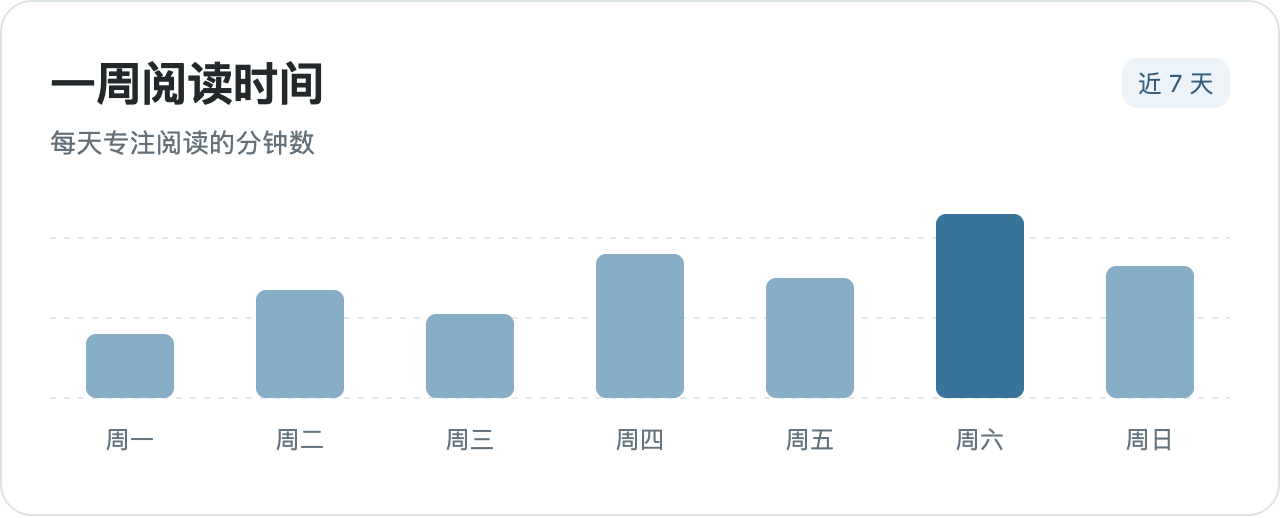 一周阅读时间
近 7 天
每天专注阅读的分钟数
周一
周二
周三
周四
周五
周六
周日